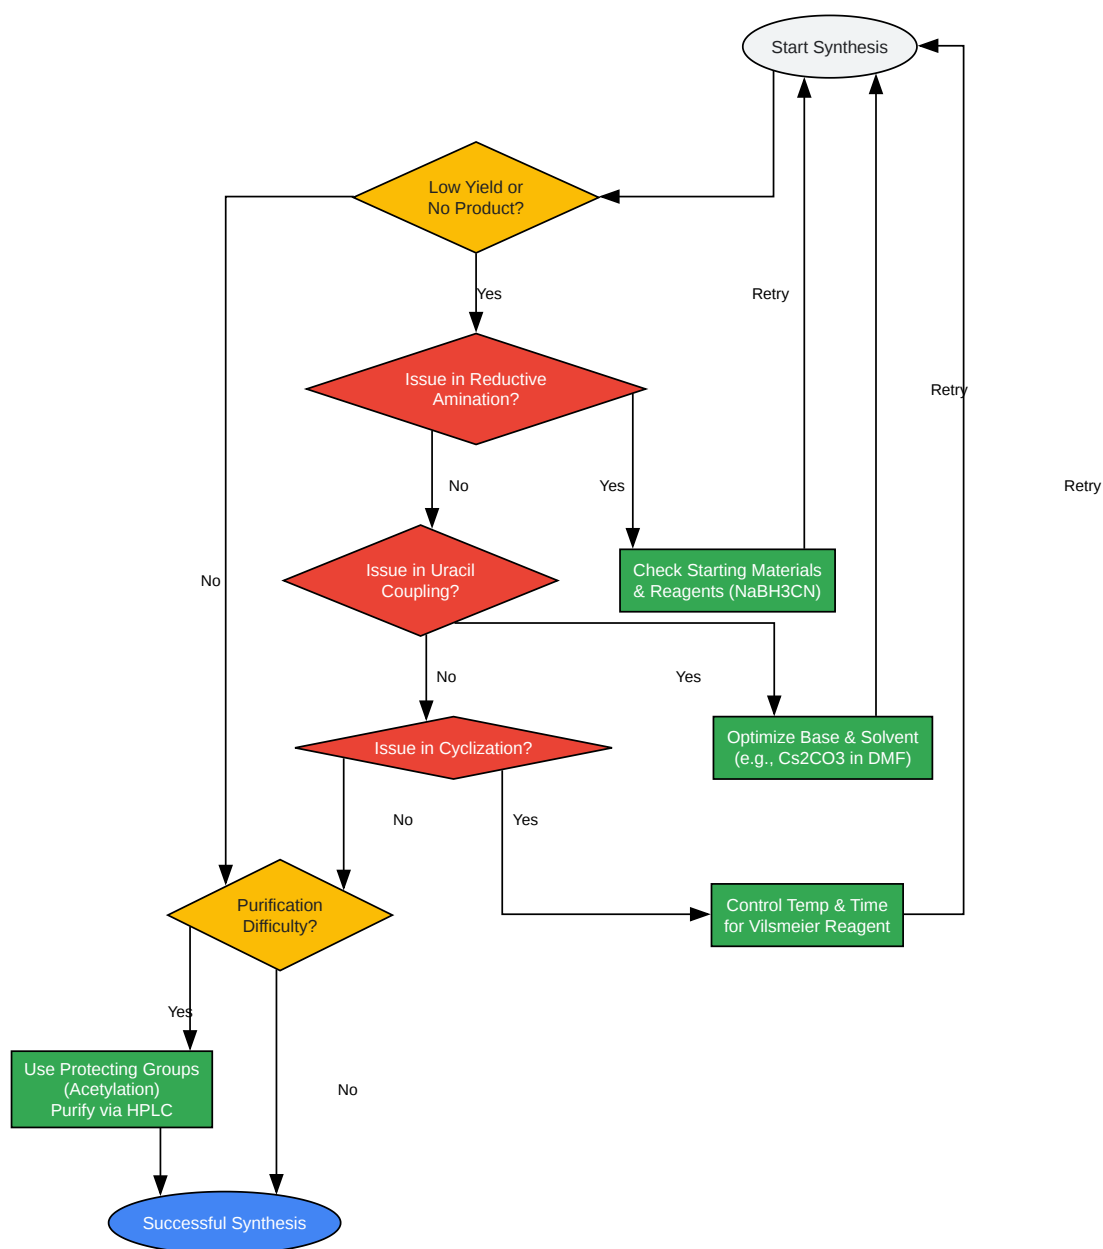 Start Synthesis
Low Yield or
No Product?
Yes
Retry
Issue in Reductive
Amination?
Retry
No
Yes
Retry
Issue in Uracil
Coupling?
Check Starting Materials
& Reagents (NaBH3CN)
No
No
Yes
Issue in Cyclization?
Optimize Base & Solvent
(e.g., Cs2CO3 in DMF)
No
Yes
Purification
Difficulty?
Control Temp & Time
for Vilsmeier Reagent
Yes
Use Protecting Groups
(Acetylation)
Purify via HPLC
No
Successful Synthesis